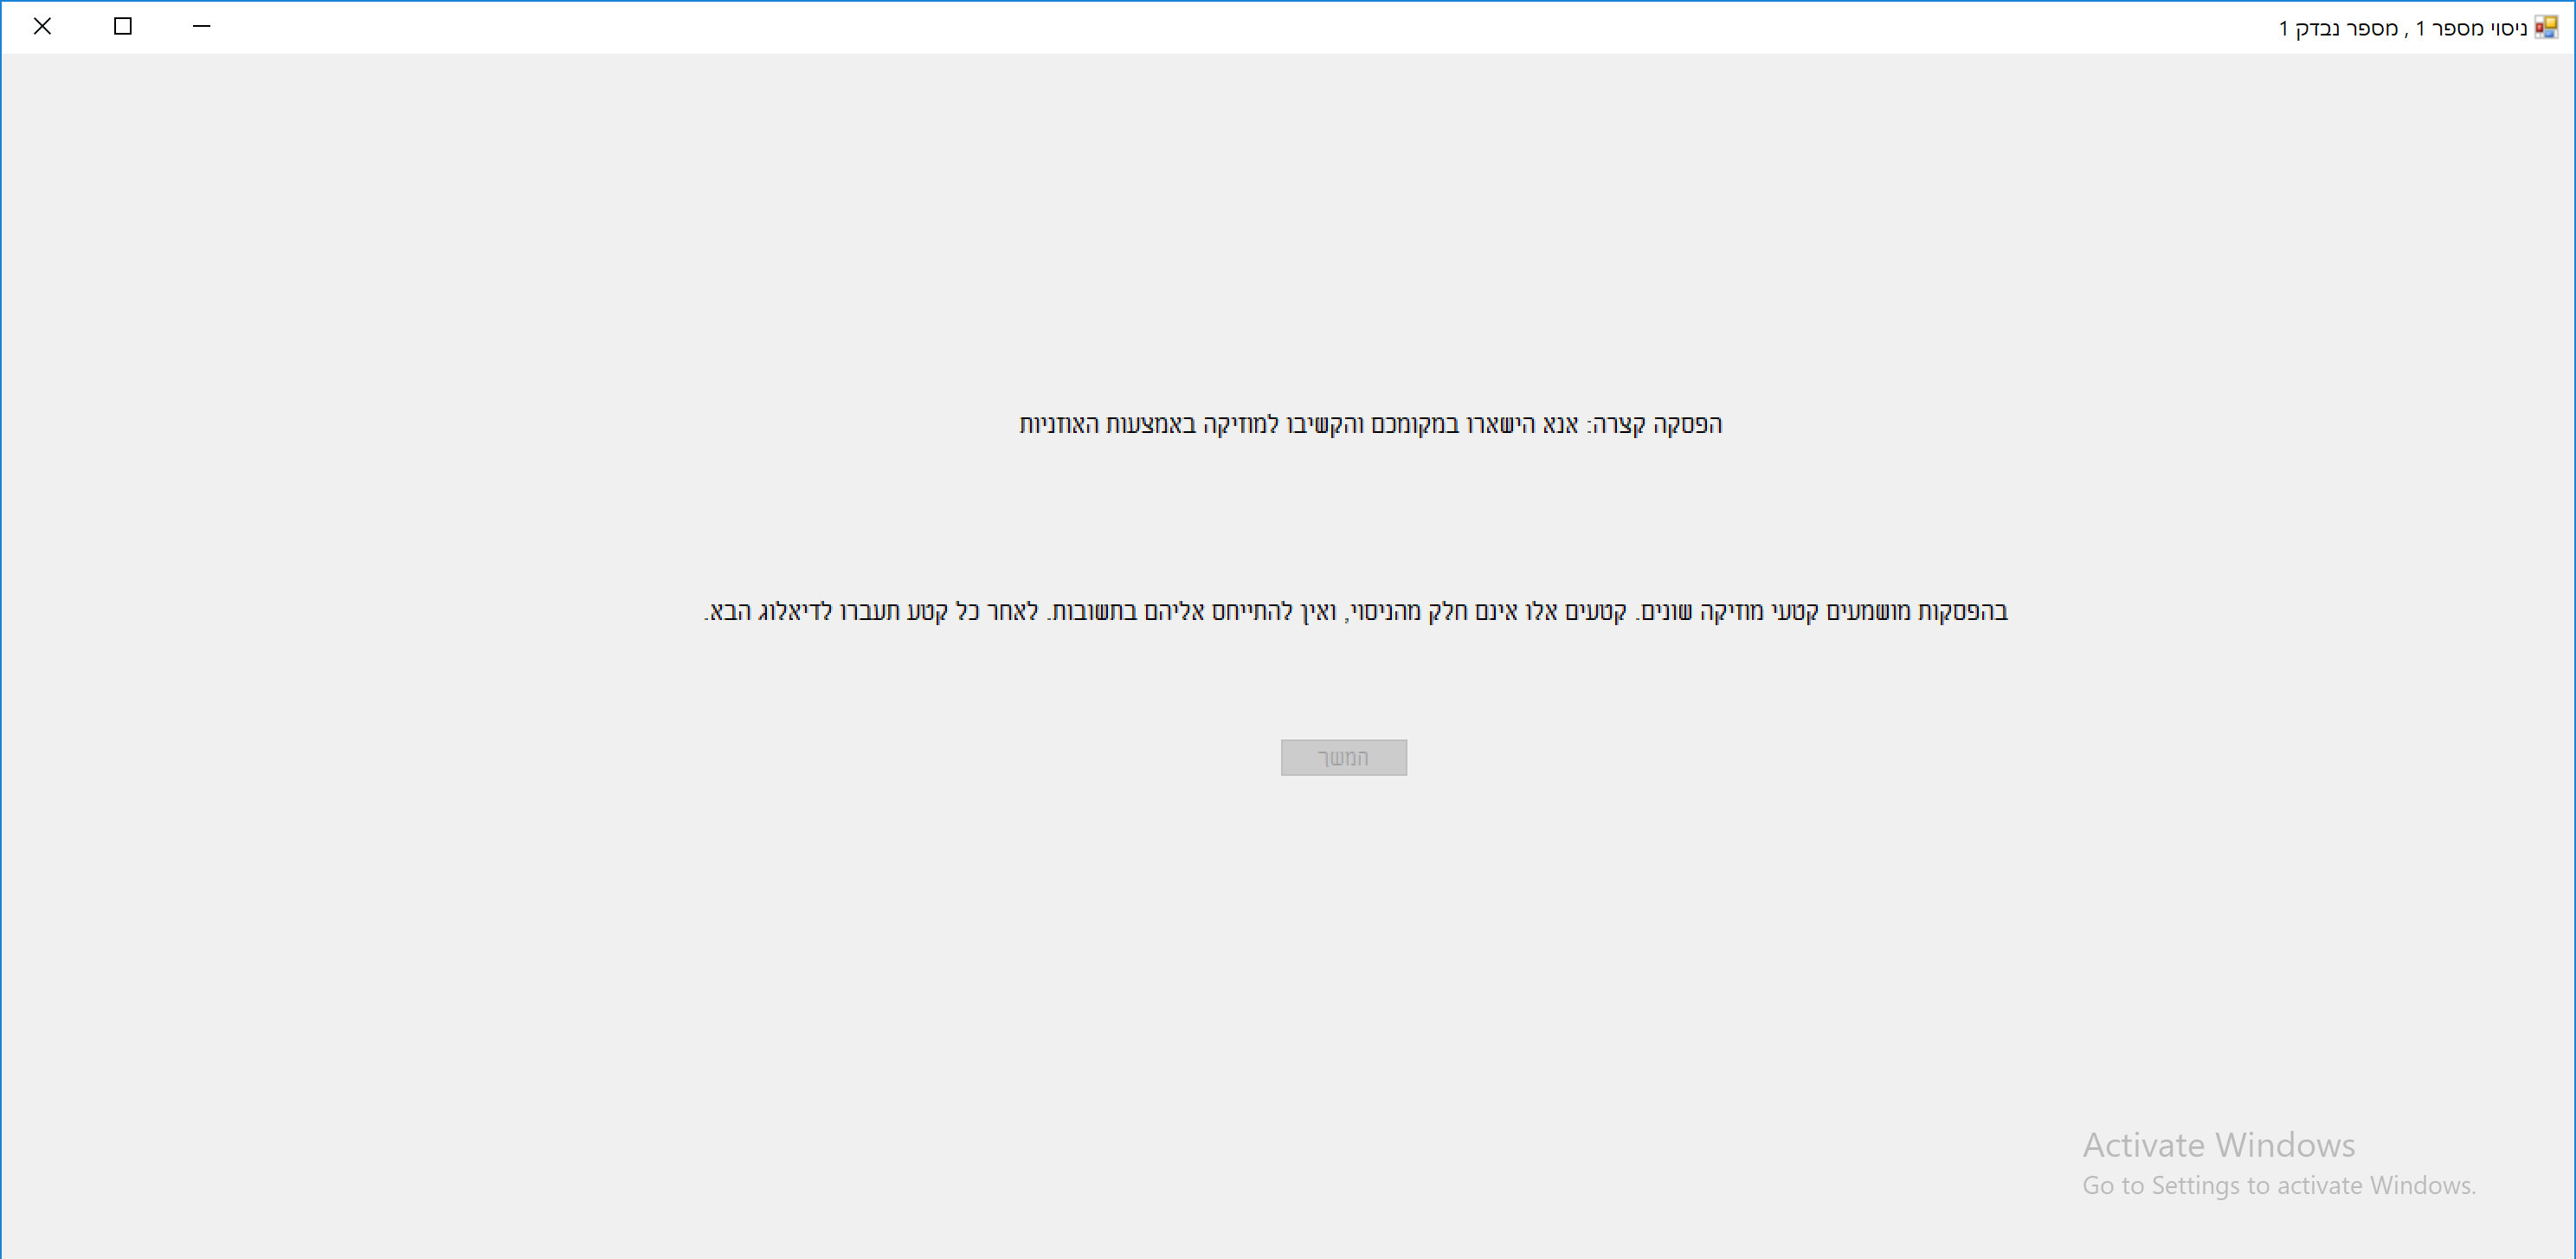 ניסוי מספר 1 , מספר נבדק 1
הפסקה קצרה: אנא הישארו במקומכם והקשיבו למוזיקה באמצעות האוזניות
בהפסקות מושמעים קטעי מוזיקה שונים. קטעים אלו אינם חלק מהניסוי, ואין להתייחס אליהם בתשובות. לאחר כל קטע תעברו לדיאלוג הבא.
המשך
Activate Windows
Go to Settings to activate Windows.